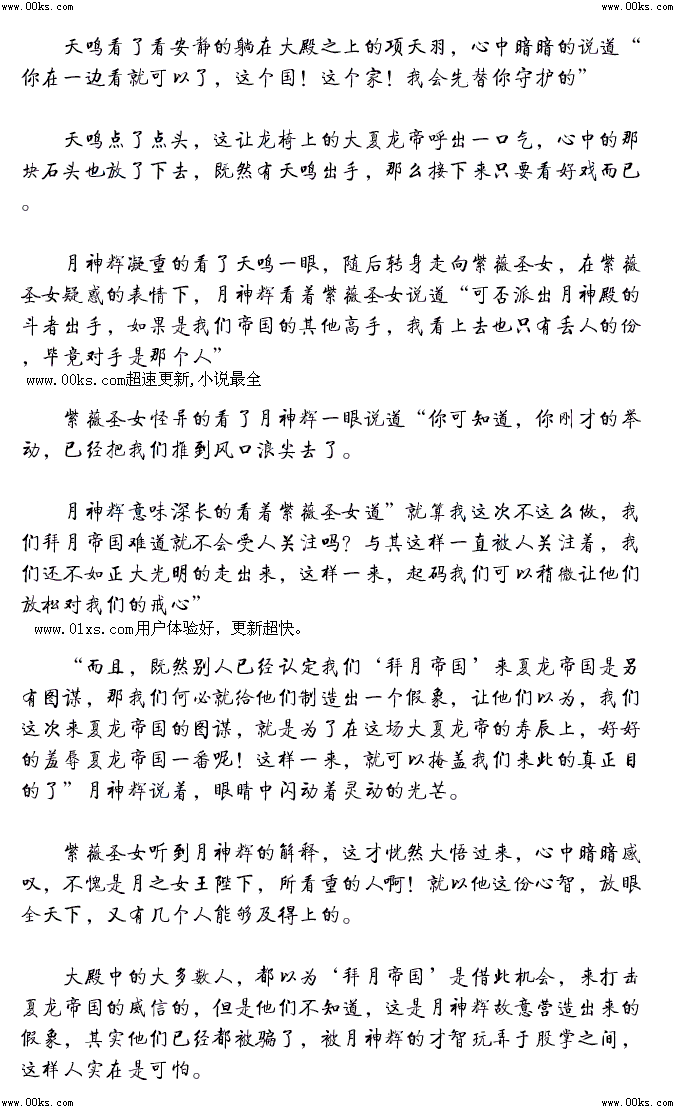 www.00ks.com www.00ks.com
天鸣看了看安静的躺在大殿之上的项天羽，心中暗暗的说道“
你在一边看就可以了，这个国！这个家！我会先替你守护的”
天鸣点了点头，这让龙椅上的大夏龙帝呼出一口气，心中的那
块石头也放了下去，既然有天鸣出手，那么接下来只要看好戏而已
。
月神辉凝重的看了天鸣一眼，随后转身走向紫薇圣女，在紫薇
圣女疑惑的表情下，月神辉看着紫薇圣女说道“可否派出月神殿的
斗者出手，如果是我们帝国的其他高手，我看上去也只有丢人的份
，毕竟对手是那个人”
www.00ks.com超速更新,小说最全
紫薇圣女怪异的看了月神辉一眼说道“你可知道，你刚才的举
动，已经把我们推到风口浪尖去了。
月神辉意味深长的看着紫薇圣女道”就算我这次不这么做，我
们拜月帝国难道就不会受人关注吗？与其这样一直被人关注着，我
们还不如正大光明的走出来，这样一来，起码我们可以稍微让他们
放松对我们的戒心”
www.01xs.com用户体验好，更新超快。
“而且，既然别人已经认定我们‘拜月帝国’来夏龙帝国是另
有图谋，那我们何必就给他们制造出一个假象，让他们以为，我们
这次来夏龙帝国的图谋，就是为了在这场大夏龙帝的寿辰上，好好
的羞辱夏龙帝国一番呢！这样一来，就可以掩盖我们来此的真正目
的了”月神辉说着，眼睛中闪动着灵动的光芒。
紫薇圣女听到月神辉的解释，这才恍然大悟过来，心中暗暗感
叹，不愧是月之女王陛下，所看重的人啊！就以他这份心智，放眼
全天下，又有几个人能够及得上的。
大殿中的大多数人，都以为‘拜月帝国’是借此机会，来打击
夏龙帝国的威信的，但是他们不知道，这是月神辉故意营造出来的
假象，其实他们已经都被骗了，被月神辉的才智玩弄于股掌之间，
这样人实在是可怕。
www.00ks.com www.00ks.com